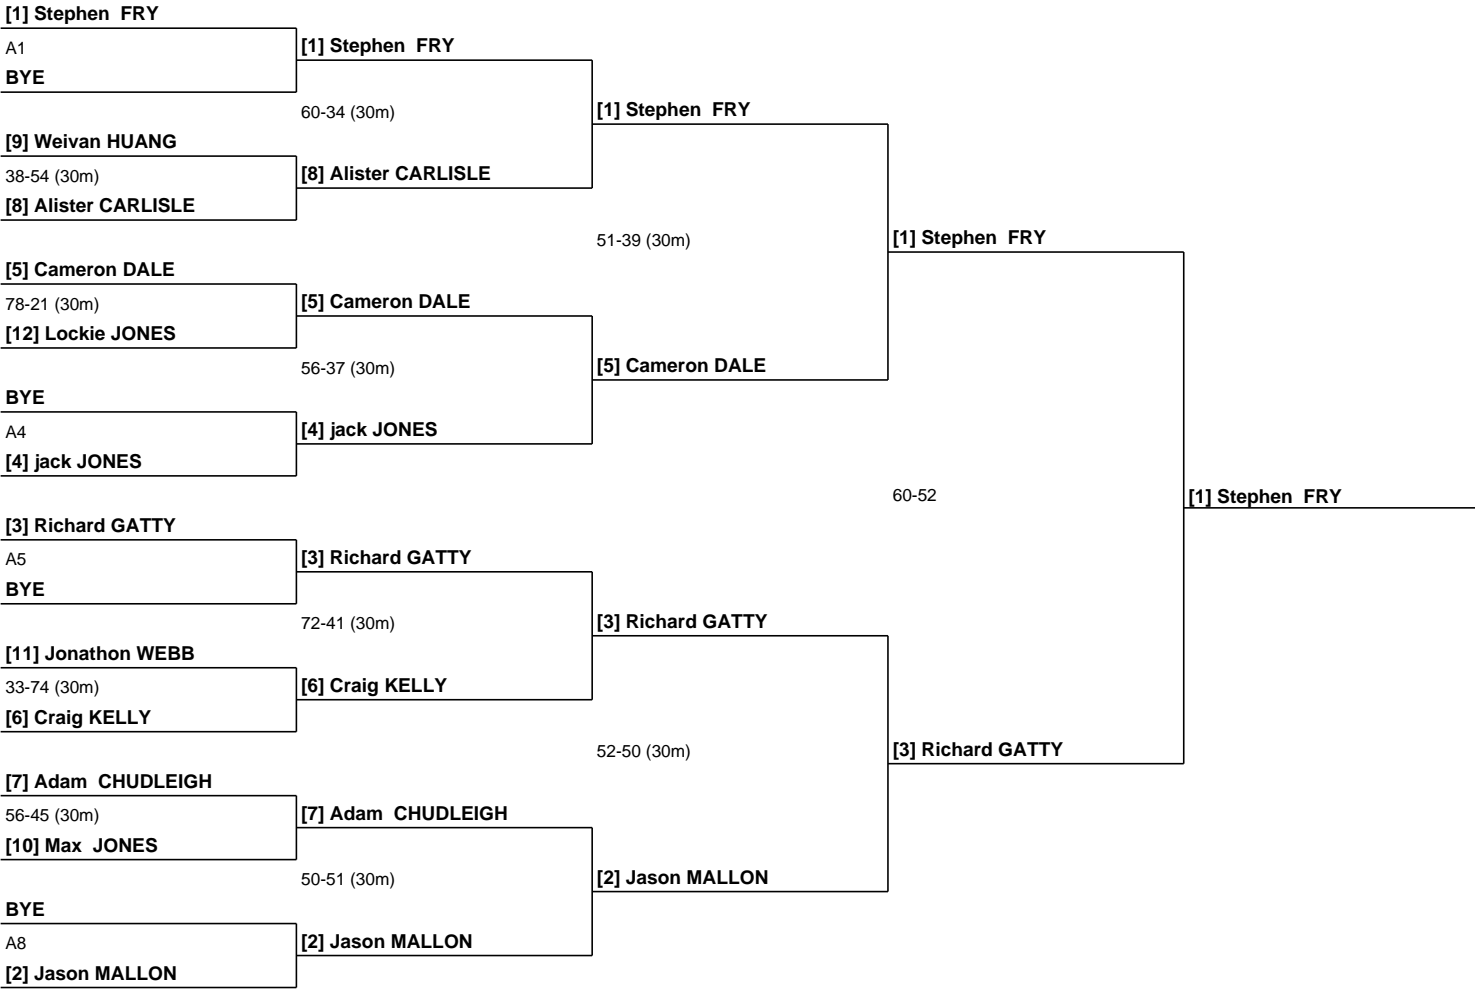 [1] Stephen  FRY
A1
BYE
[9] Weivan HUANG
38-54 (30m)
[8] Alister CARLISLE
[5] Cameron DALE
78-21 (30m)
[12] Lockie JONES
BYE
A4
[4] jack JONES
[3] Richard GATTY
A5
BYE
[11] Jonathon WEBB
33-74 (30m)
[6] Craig KELLY
[7] Adam  CHUDLEIGH
56-45 (30m)
[10] Max  JONES
BYE
A8
[2] Jason MALLON
[1] Stephen  FRY
60-34 (30m)
[8] Alister CARLISLE
[5] Cameron DALE
56-37 (30m)
[4] jack JONES
[3] Richard GATTY
72-41 (30m)
[6] Craig KELLY
[7] Adam  CHUDLEIGH
50-51 (30m)
[2] Jason MALLON
[1] Stephen  FRY
51-39 (30m)
[5] Cameron DALE
[3] Richard GATTY
52-50 (30m)
[2] Jason MALLON
[1] Stephen  FRY
60-52
[3] Richard GATTY
[1] Stephen  FRY